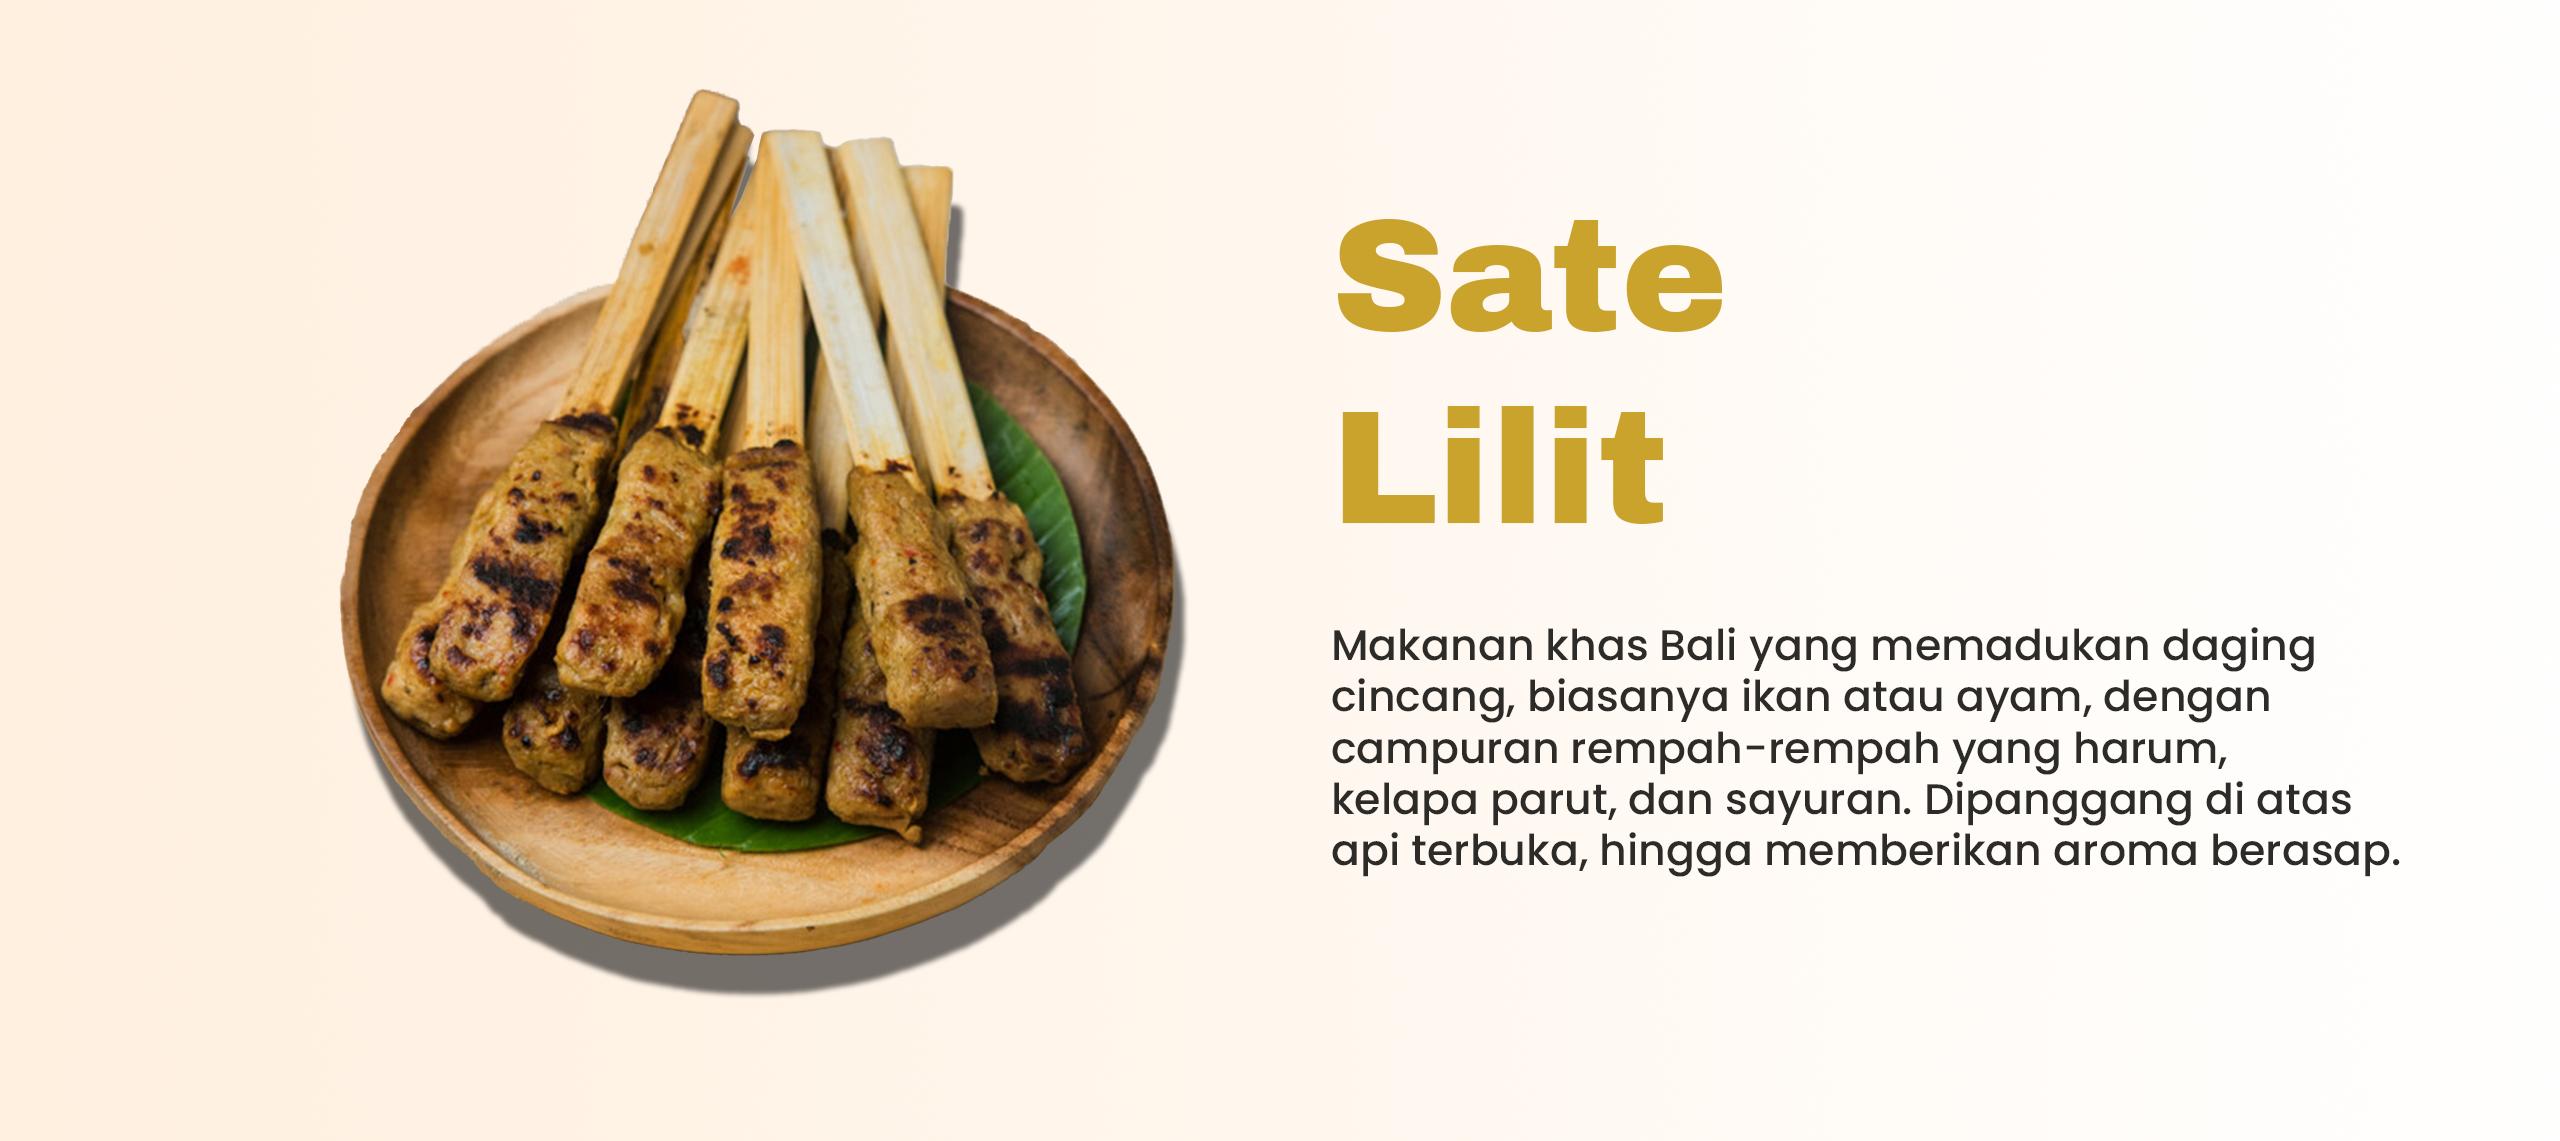 Sate
Lilit
Makanan khas Bali yang memadukan daging
cincang, biasanya ikan atau ayam, dengan
campuran rempah-rempah yang harum,
kelapa parut, dan sayuran. Dipanggang di atas
api terbuka, hingga memberikan aroma berasap.